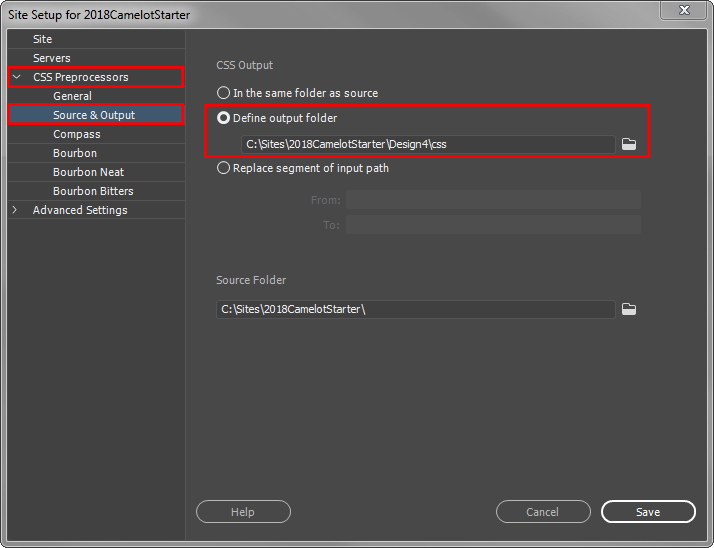 Site Setup for 2018CamelotStarter
Site
Servers
CSS Preprocessors
General
Source & Output
Compass
Bourbon
Bourbon Neat
Bourbon Bitters
Advanced Settings
CSS Output
In the same folder as source
Define output folder
C:\Sites\2018CamelotStarter\Design4\css
Replace segment of input path
From:
To:
Source Folder
C:\Sites\2018CamelotStarter\
Help
Cancel
Save